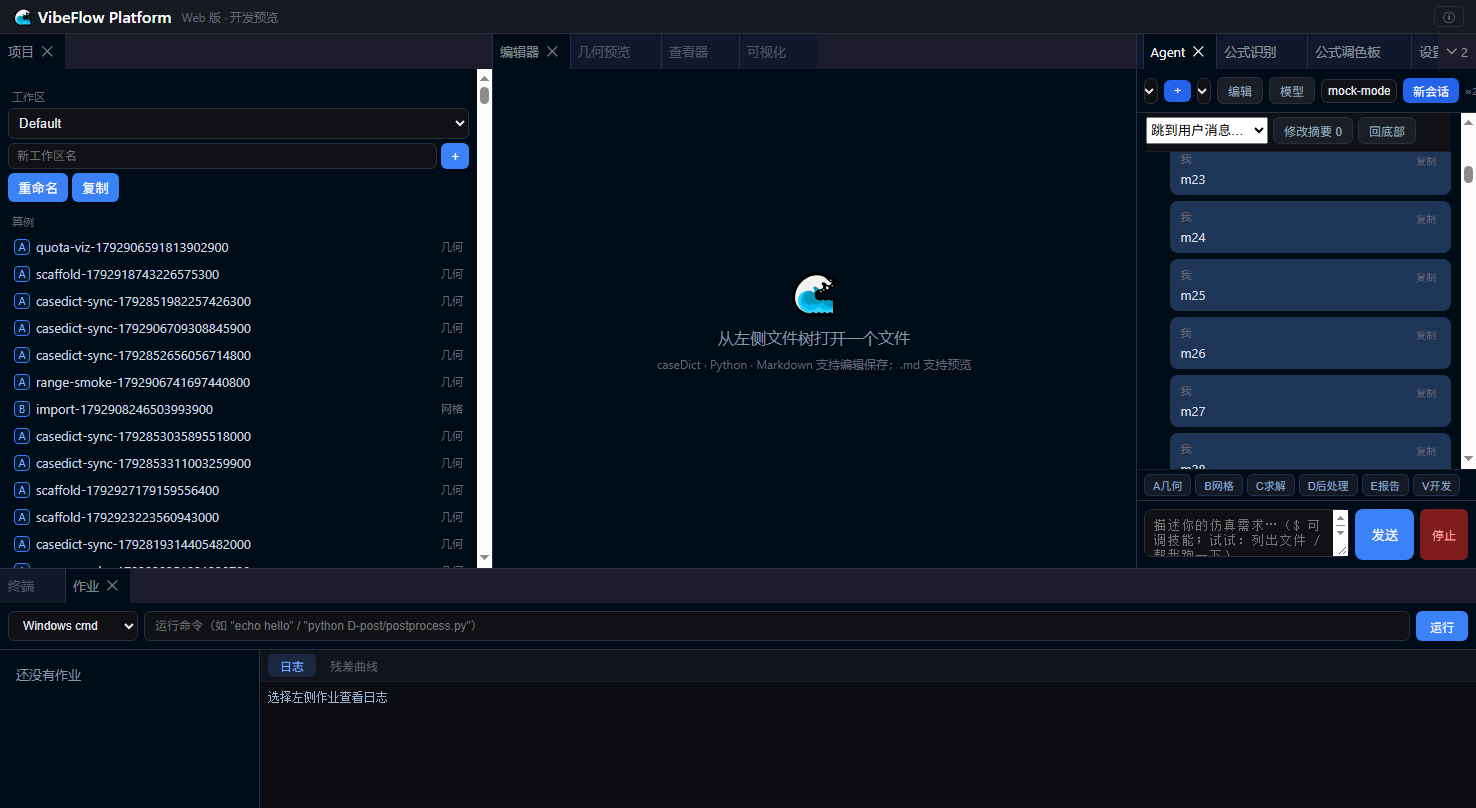 VibeFlow Platform Web 版 · 开发预览
项目
工作区
Default
新工作区名
+
重命名 复制
算例
A quota-viz-1792906591813902900 几何
A scaffold-1792918743226575300 几何
A casedict-sync-1792851982257426300 几何
A casedict-sync-1792906709308845900 几何
A casedict-sync-1792852656056714800 几何
A range-smoke-1792906741697440800 几何
B import-1792908246503993900 网格
A casedict-sync-1792853035895518000 几何
A casedict-sync-1792853311003259900 几何
A scaffold-1792927179159556400 几何
A scaffold-1792923223560943000 几何
A casedict-sync-1792819314405482000 几何
编辑器 几何预览 查看器 可视化
从左侧文件树打开一个文件
caseDict · Python · Markdown 支持编辑保存；.md 支持预览
Agent 公式识别 公式调色板 设置 2
+ 编辑 模型 mock-mode 新会话
跳到用户消息... 修改摘要 0 回底部
我 复制
m23
我 复制
m24
我 复制
m25
我 复制
m26
我 复制
m27
我 复制
m28
A几何 B网格 C求解 D后处理 E报告 V开发
描述你的仿真需求…（$ 可
调技能；试试：列出文件 /
帮我跑一下）
发送 停止
终端 作业
Windows cmd
运行命令（如 "echo hello" / "python D-post/postprocess.py"）
运行
还没有作业
日志 残差曲线
选择左侧作业查看日志